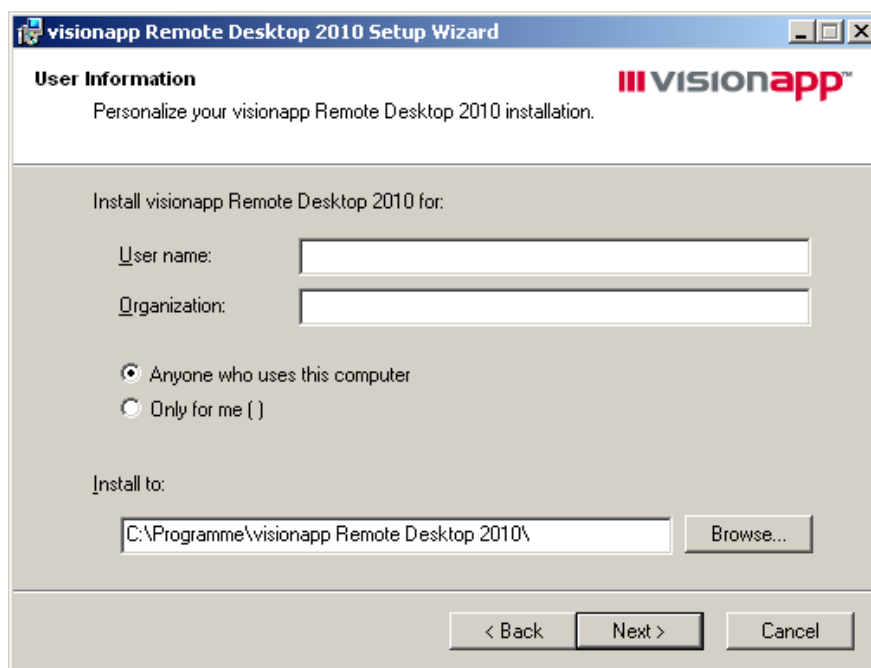 visionapp Remote Desktop 2010 Setup Wizard
User Information
visionapp™
Personalize your visionapp Remote Desktop 2010 installation.
Install visionapp Remote Desktop 2010 for:
User name:
Organization:
Anyone who uses this computer
Only for me ( )
Install to:
C:\Programme\visionapp Remote Desktop 2010\
Browse...
< Back
Next >
Cancel